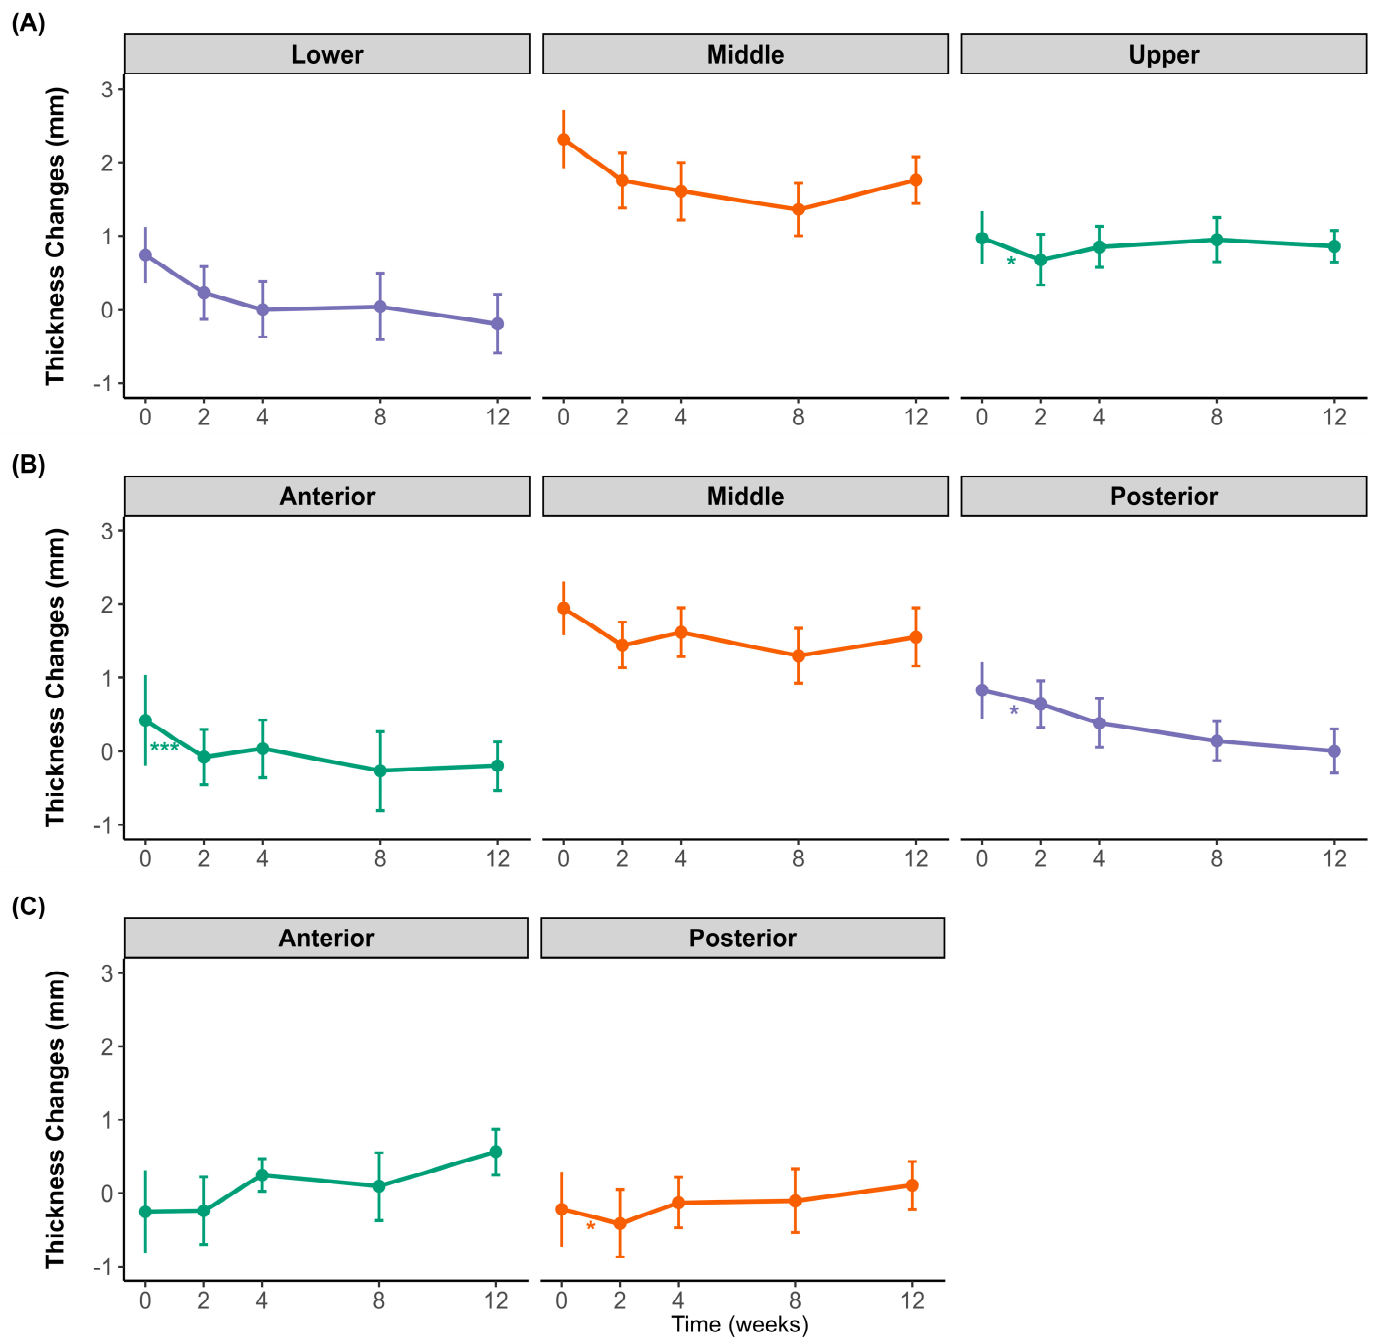 (A)
Lower Middle Upper
Thickness Changes (mm)
3
2
1
0
-1
0 2 4 8 12 0 2 4 8 12 0 2 4 8 12
*
(B)
Anterior Middle Posterior
Thickness Changes (mm)
3
2
1
0
-1
*** *
0 2 4 8 12 0 2 4 8 12 0 2 4 8 12
(C)
Anterior Posterior
Thickness Changes (mm)
3
2
1
0
-1
*
0 2 4 8 12 0 2 4 8 12
Time (weeks)